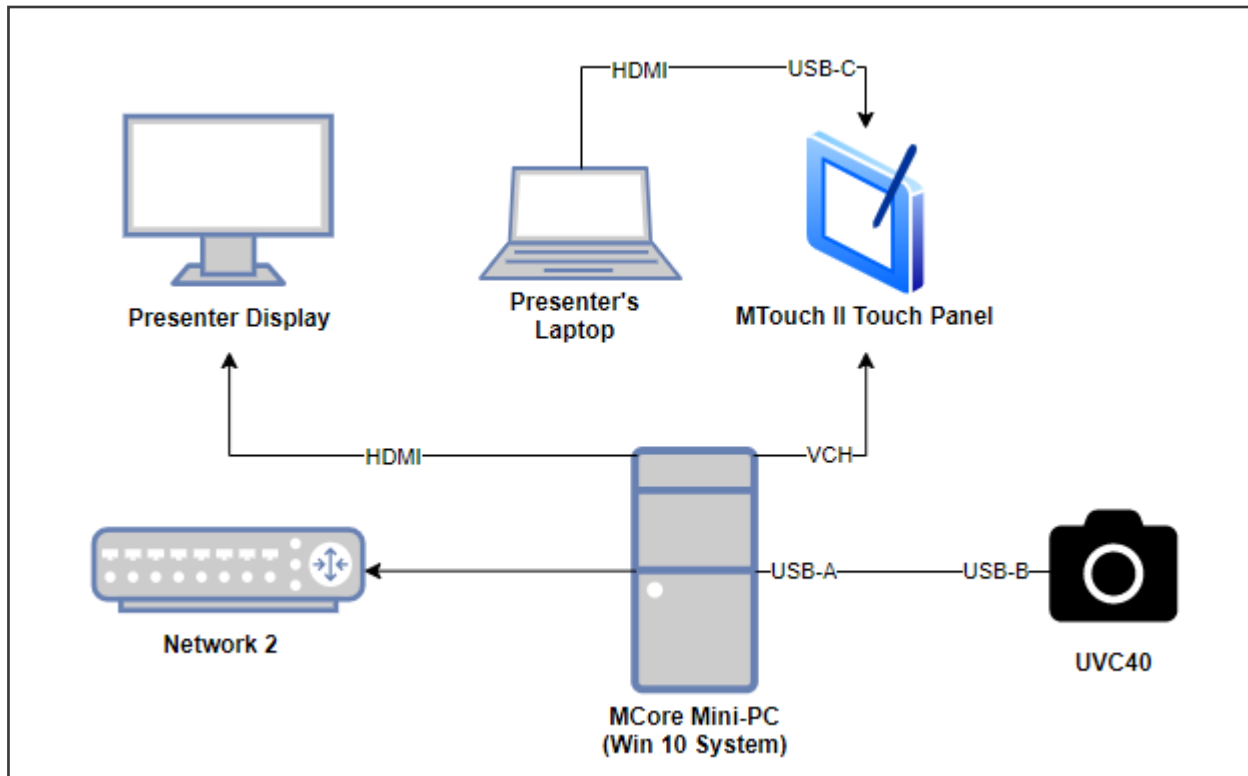 HDMI
USB-C
Presenter Display
Presenter's
Laptop
MTouch II Touch Panel
HDMI
VCH
USB-A
USB-B
Network 2
UVC40
MCore Mini-PC
(Win 10 System)